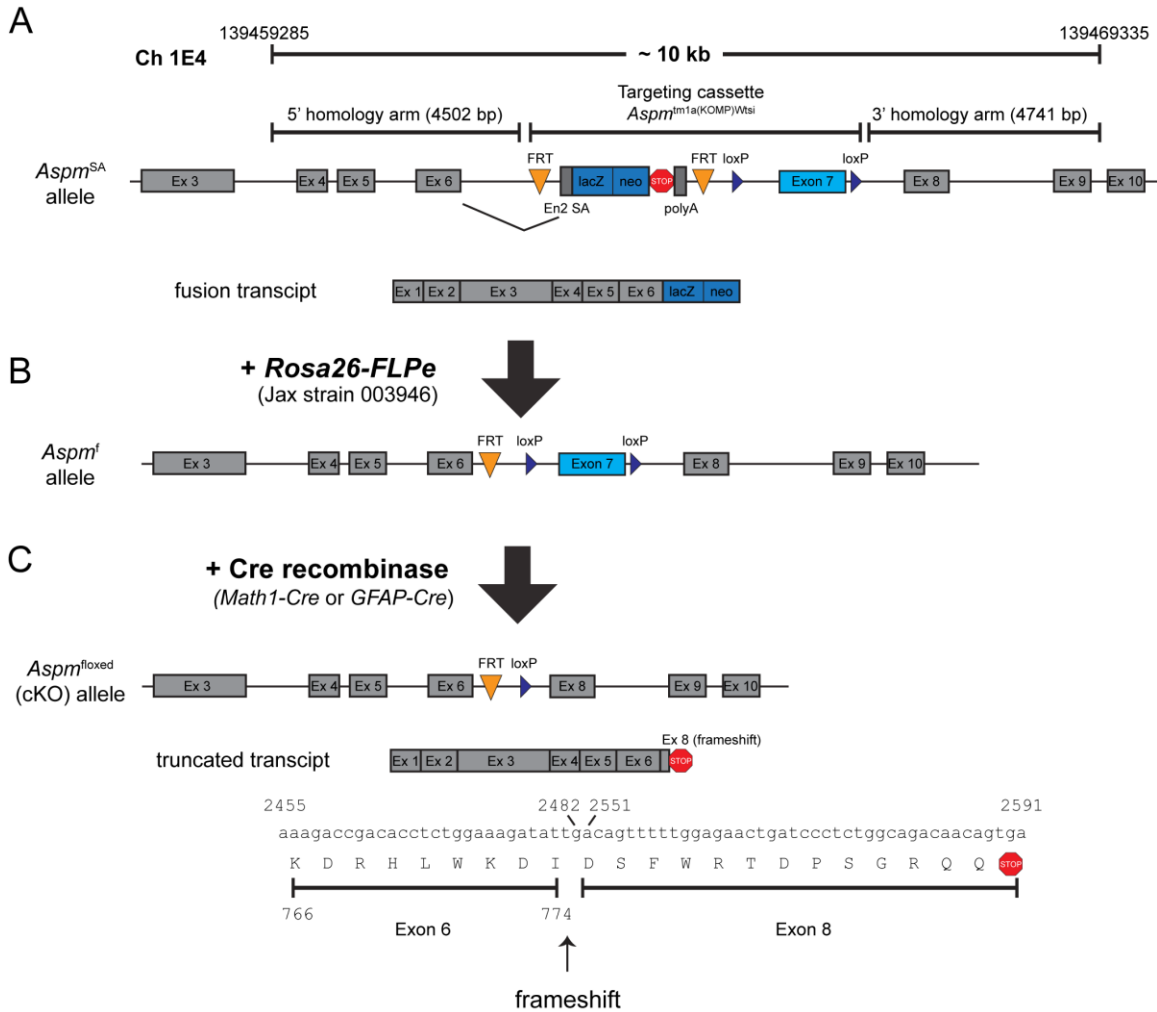 A
139459285
139469335
Ch 1E4
~ 10 kb
5' homology arm (4502 bp)
Targeting cassette
Aspm^tm1a(KOMP)Wtsi
3' homology arm (4741 bp)
Aspm^SA
allele
FRT
FRT
loxP
loxP
Ex 3
Ex 4
Ex 5
Ex 6
lacZ
neo
STOP
Exon 7
Ex 8
Ex 9
Ex 10
En2 SA
polyA
fusion transcipt
Ex 1
Ex 2
Ex 3
Ex 4
Ex 5
Ex 6
lacZ
neo
B
+ Rosa26-FLPe
(Jax strain 003946)
Aspm^f
allele
FRT
loxP
loxP
Ex 3
Ex 4
Ex 5
Ex 6
Exon 7
Ex 8
Ex 9
Ex 10
C
+ Cre recombinase
(Math1-Cre or GFAP-Cre)
Aspm^floxed
(cKO) allele
FRT
loxP
Ex 3
Ex 4
Ex 5
Ex 6
Ex 8
Ex 9
Ex 10
truncated transcipt
Ex 8 (frameshift)
Ex 1
Ex 2
Ex 3
Ex 4
Ex 5
Ex 6
STOP
2455
2482
2551
2591
aaagaccgacacctctggaaagatattgacagtttttggagaactgatccctctggcagacaacagtga
K D R H L W K D I D S F W R T D P S G R Q Q STOP
766
774
Exon 6
Exon 8
frameshift